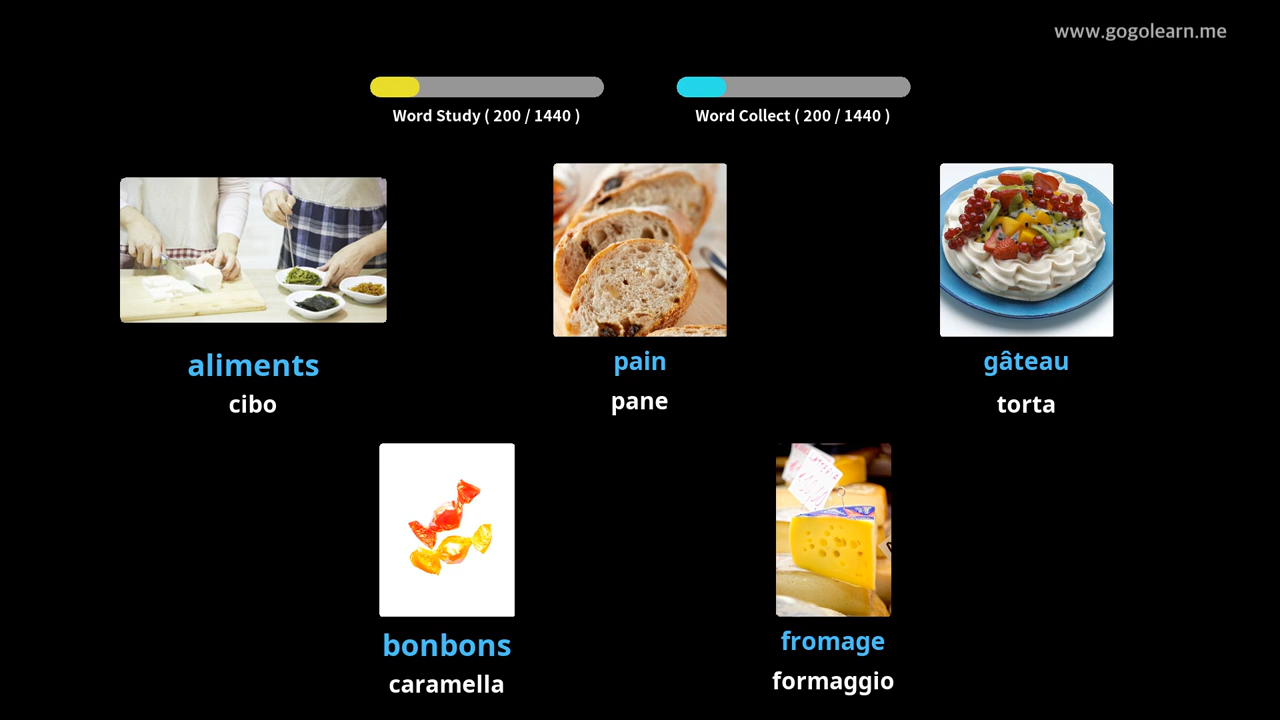 www.gogolearn.me
Word Study ( 200 / 1440 )
Word Collect ( 200 / 1440 )
aliments
cibo
pain
pane
gâteau
torta
bonbons
caramella
fromage
formaggio